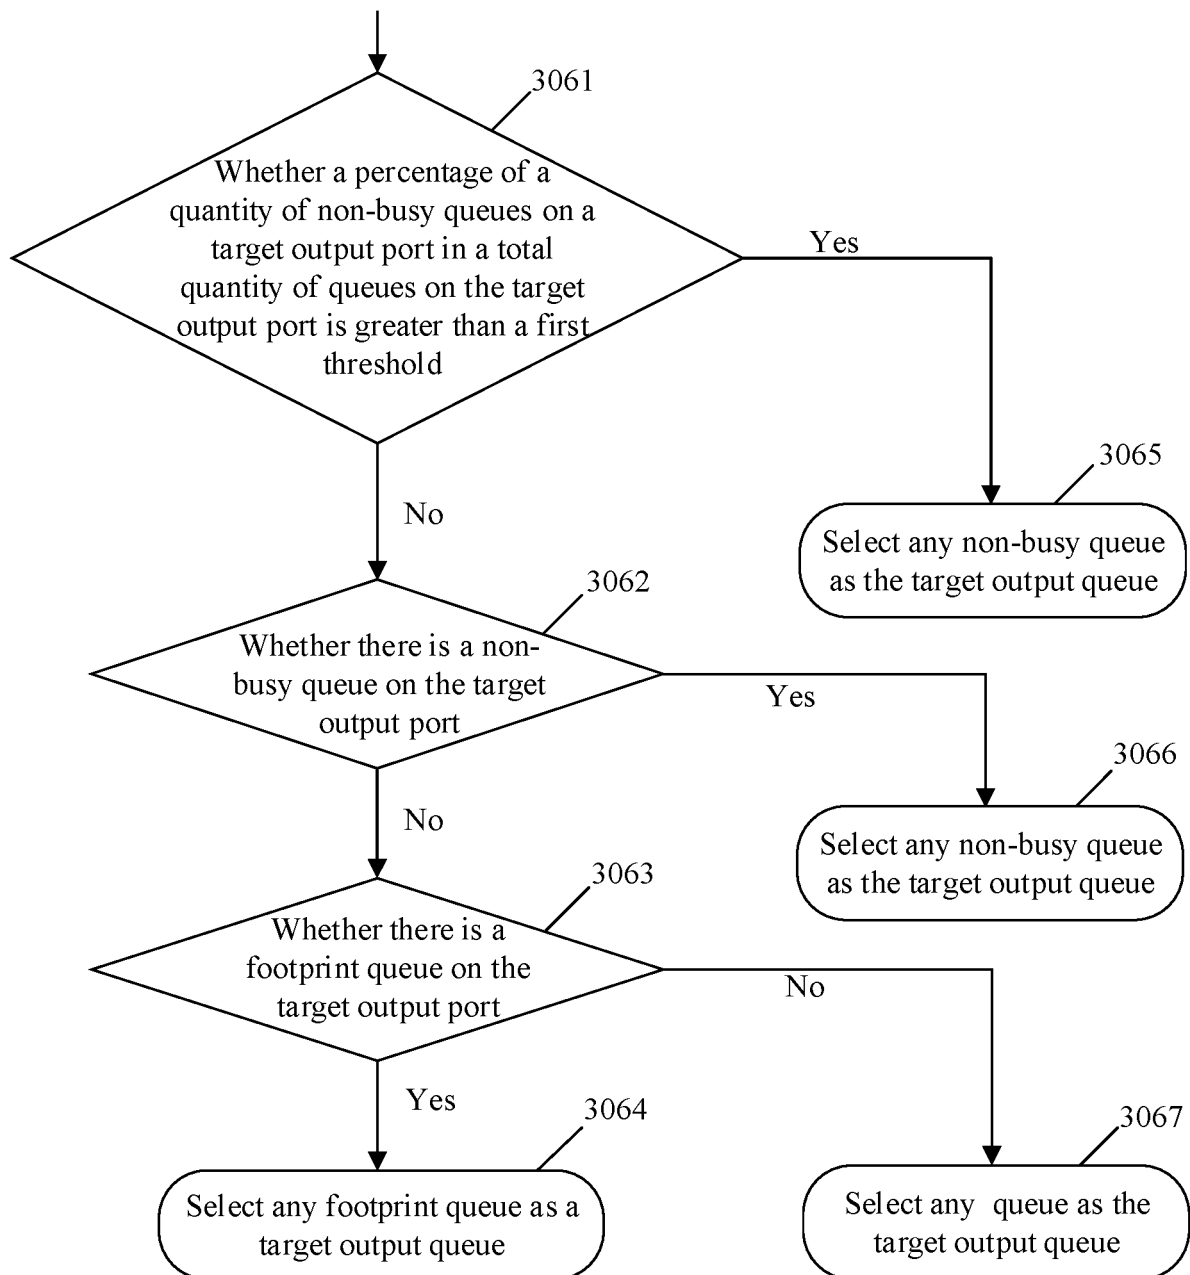 3061
Whether a percentage of a
quantity of non-busy queues on a
target output port in a total
quantity of queues on the target
output port is greater than a first
threshold
Yes
3065
Select any non-busy queue
as the target output queue
No
3062
Whether there is a non-
busy queue on the target
output port
Yes
3066
Select any non-busy queue
as the target output queue
No
3063
Whether there is a
footprint queue on the
target output port
No
Yes
3064
Select any footprint queue as a
target output queue
3067
Select any queue as the
target output queue